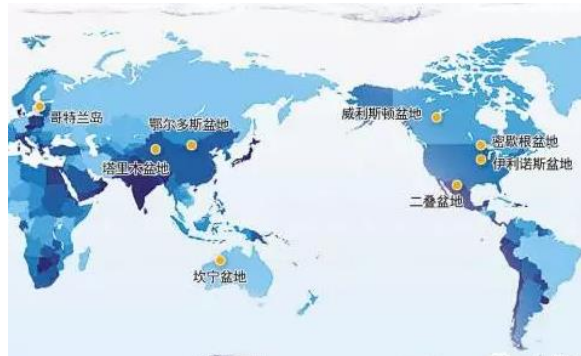 威利斯顿盆地
哥特兰岛
鄂尔多斯盆地
密歇根盆地
塔里木盆地
伊利诺斯盆地
二叠盆地
坎宁盆地